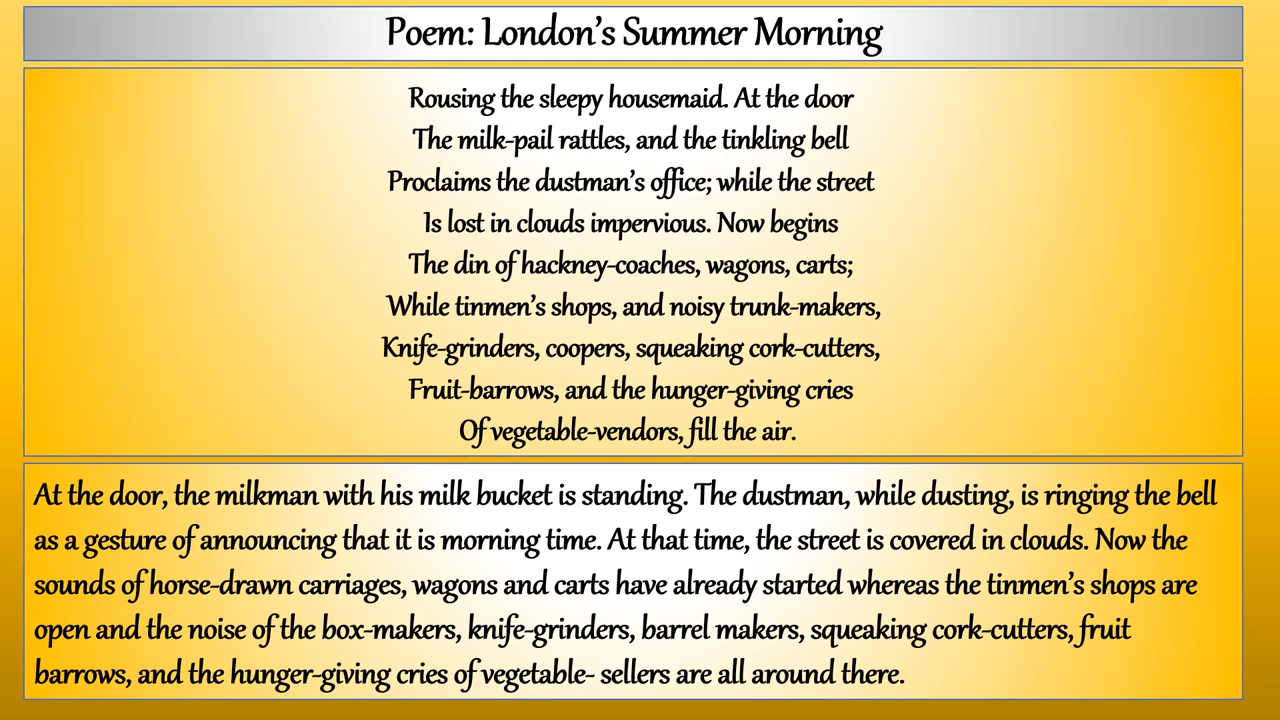 Poem: London's Summer Morning
Rousing the sleepy housemaid. At the door
The milk-pail rattles, and the tinkling bell
Proclaims the dustman's office; while the street
Is lost in clouds impervious. Now begins
The din of hackney-coaches, wagons, carts;
While tinmen's shops, and noisy trunk-makers,
Knife-grinders, coopers, squeaking cork-cutters,
Fruit-barrows, and the hunger-giving cries
Of vegetable-vendors, fill the air.
At the door, the milkman with his milk bucket is standing. The dustman, while dusting, is ringing the bell
as a gesture of announcing that it is morning time. At that time, the street is covered in clouds. Now the
sounds of horse-drawn carriages, wagons and carts have already started whereas the tinmen's shops are
open and the noise of the box-makers, knife-grinders, barrel makers, squeaking cork-cutters, fruit
barrows, and the hunger-giving cries of vegetable- sellers are all around there.